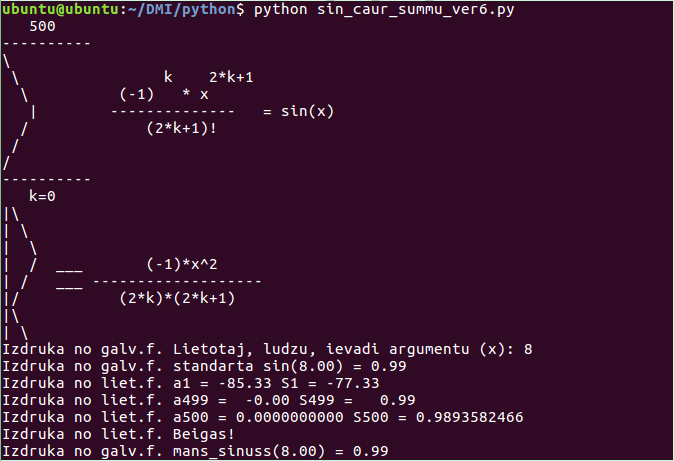 ubuntu@ubuntu:~/DMI/python$ python sin_caur_summu_ver6.py
   500
----------
\
 \                k    2*k+1
  \          (-1)   * x
   |        --------------   = sin(x)
  /             (2*k+1)!
 /
/
----------
   k=0
|\
| \
|  \
|  /  ___       (-1)*x^2
| /   ___ -------------------
|/           (2*k)*(2*k+1)
|\
| \
Izdruka no galv.f. Lietotaj, ludzu, ievadi argumentu (x): 8
Izdruka no galv.f. standarta sin(8.00) = 0.99
Izdruka no liet.f. a1 = -85.33 S1 = -77.33
Izdruka no liet.f. a499 =  -0.00 S499 =   0.99
Izdruka no liet.f. a500 = 0.0000000000 S500 = 0.9893582466
Izdruka no liet.f. Beigas!
Izdruka no galv.f. mans_sinuss(8.00) = 0.99